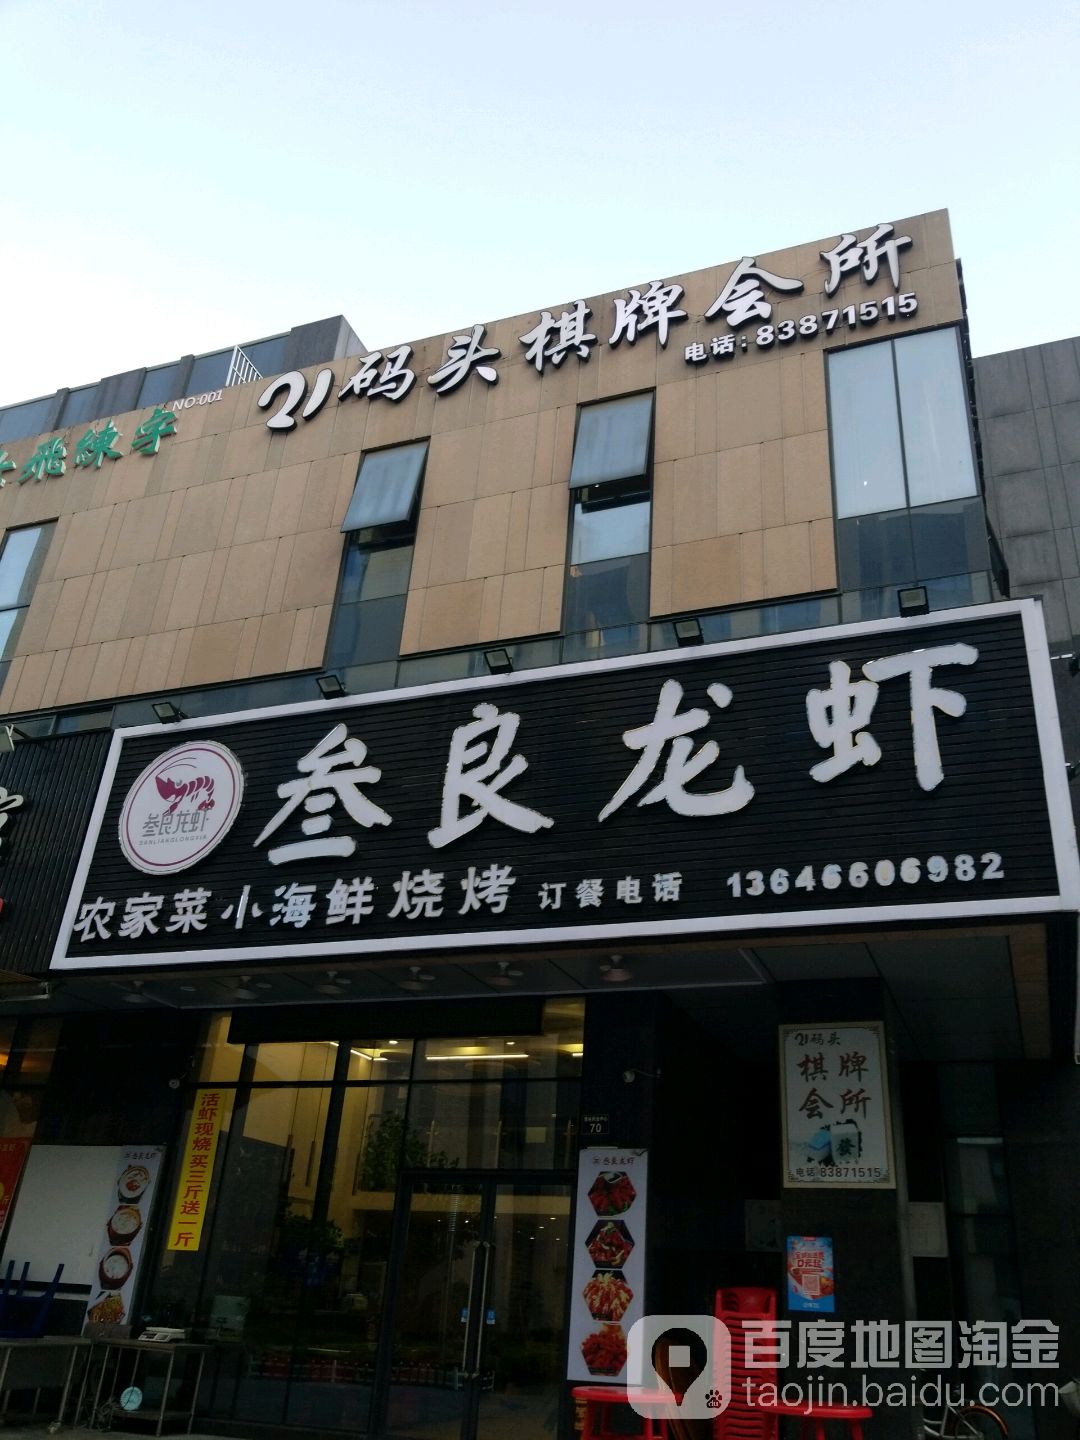 21码头棋牌会所
电话:83871515
NO:001
飛練字
叁良龙虾
叁良龙虾
SANLIANGLONGXIA
农家菜小海鲜烧烤 订餐电话 13646606982
21码头
棋牌
会所
發
电话 83871515
70
活虾现烧买三斤送一斤
叁良龙虾
叁良龙虾
百度地图淘金
taojin.baidu.com